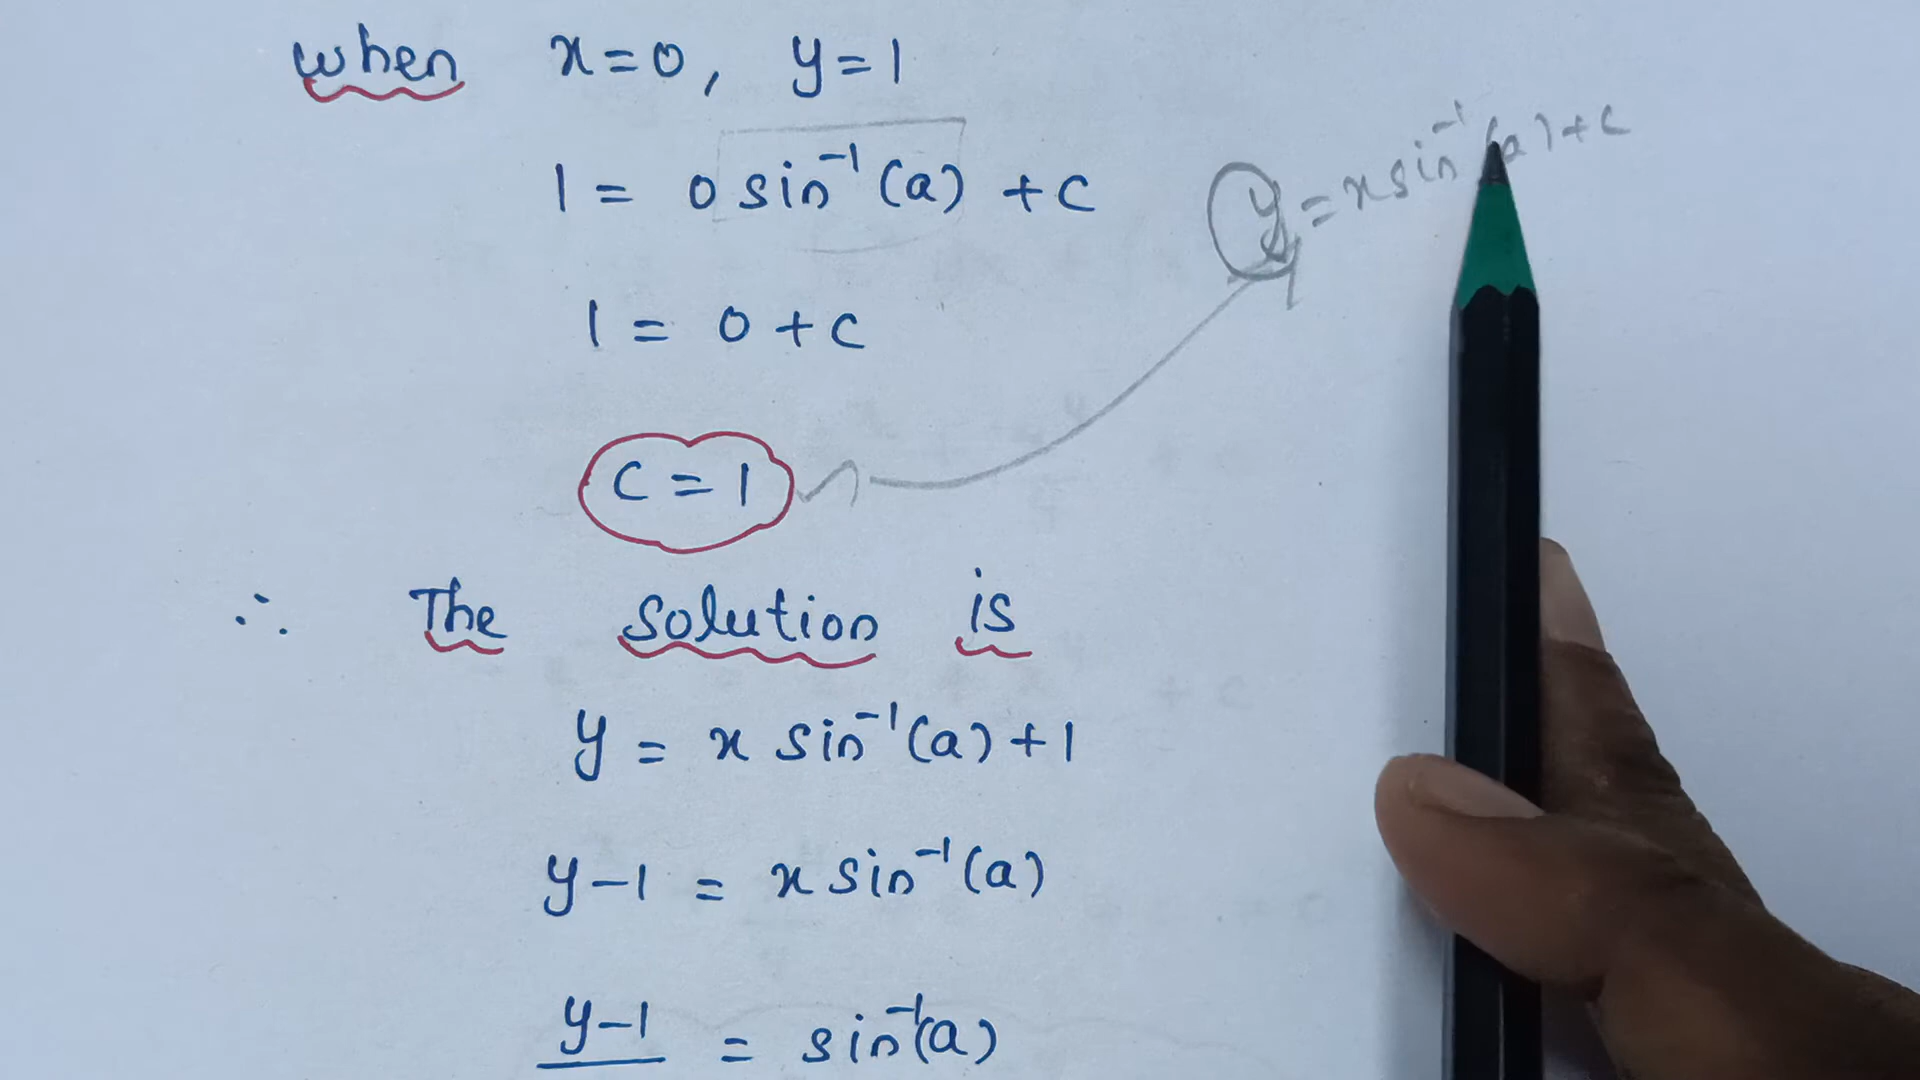 when x=0, y=1
1 = 0 sin⁻¹(a) + c
y = x sin⁻¹(a) + c
1 = 0 + c
c = 1
∴ The solution is
y = x sin⁻¹(a) + 1
y-1 = x sin⁻¹(a)
y-1 = sin⁻¹(a)